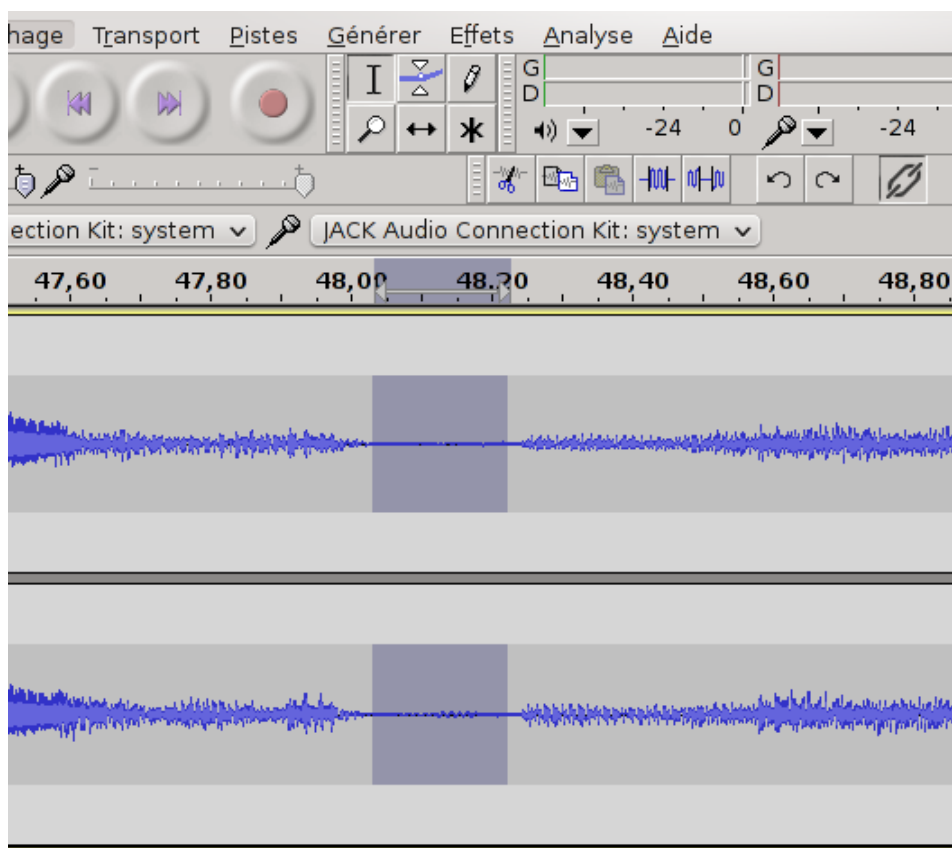 hage Transport Pistes Générer Effets Analyse Aide
G G
D D
-24 0 -24
ection Kit: system JACK Audio Connection Kit: system
47,60 47,80 48,00 48,20 48,40 48,60 48,80